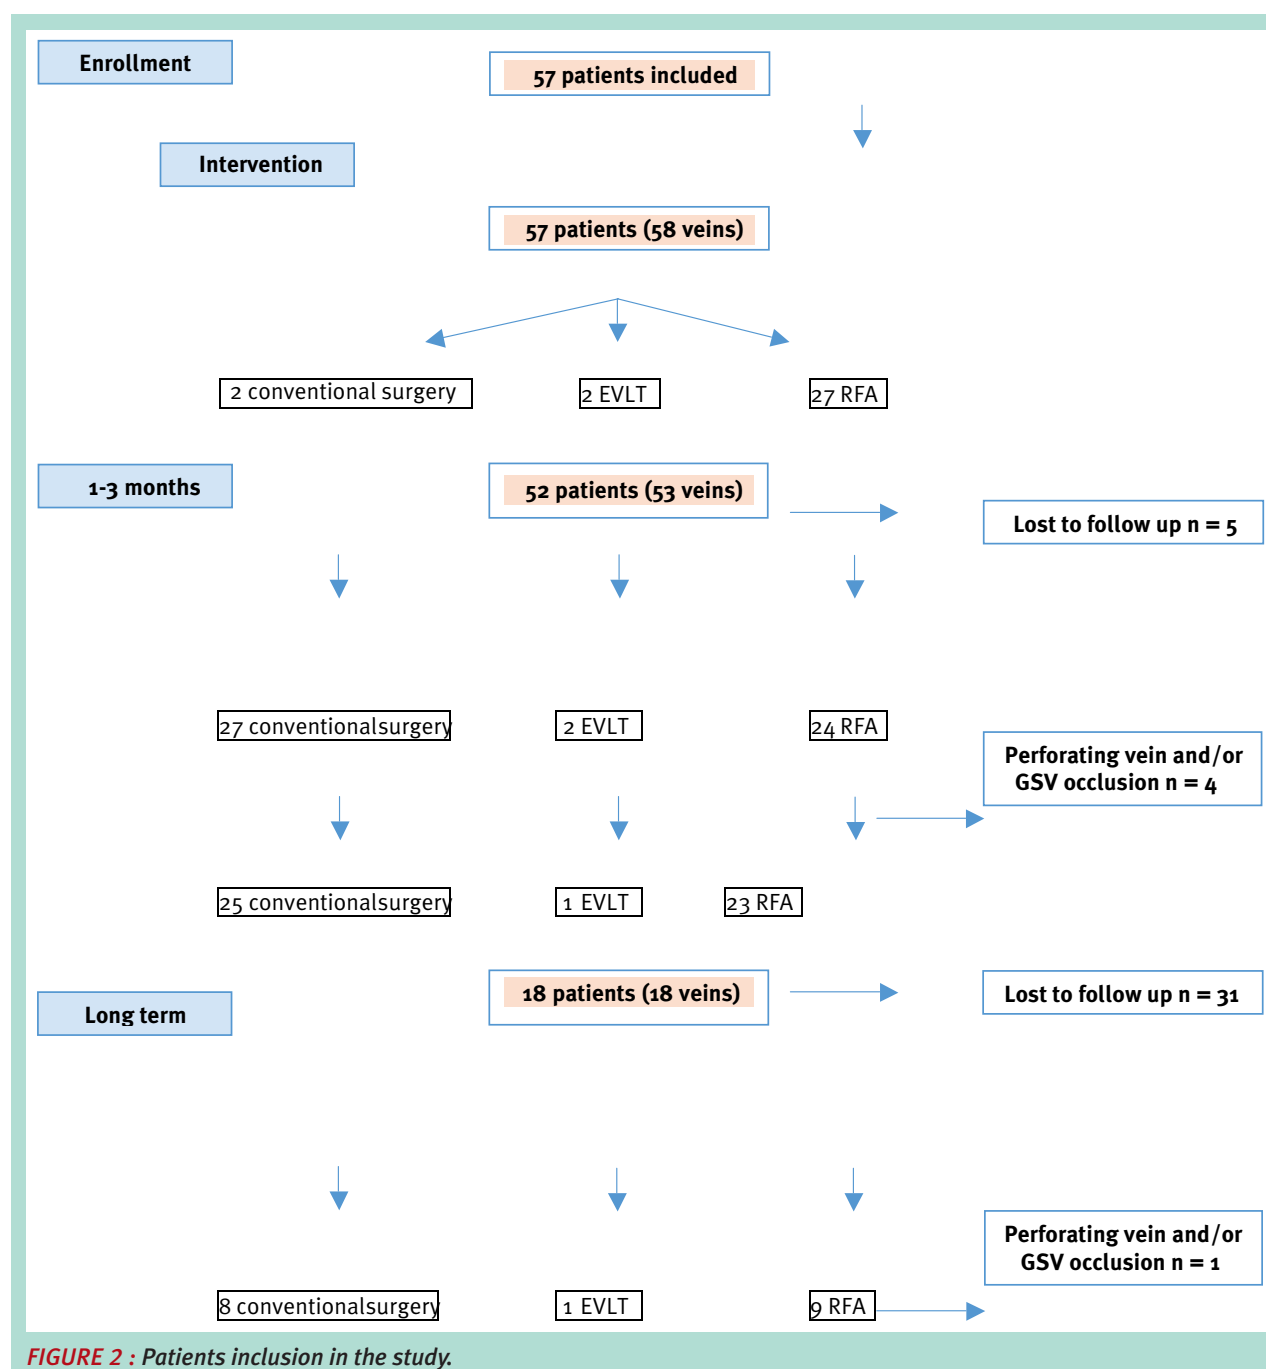 Enrollment
57 patients included
Intervention
57 patients (58 veins)
2 conventional surgery
2 EVLT
27 RFA
1-3 months
52 patients (53 veins)
Lost to follow up n = 5
27 conventionalsurgery
2 EVLT
24 RFA
Perforating vein and/or
GSV occlusion n = 4
25 conventionalsurgery
1 EVLT
23 RFA
Long term
18 patients (18 veins)
Lost to follow up n = 31
Perforating vein and/or
GSV occlusion n = 1
8 conventionalsurgery
1 EVLT
9 RFA
FIGURE 2 : Patients inclusion in the study.